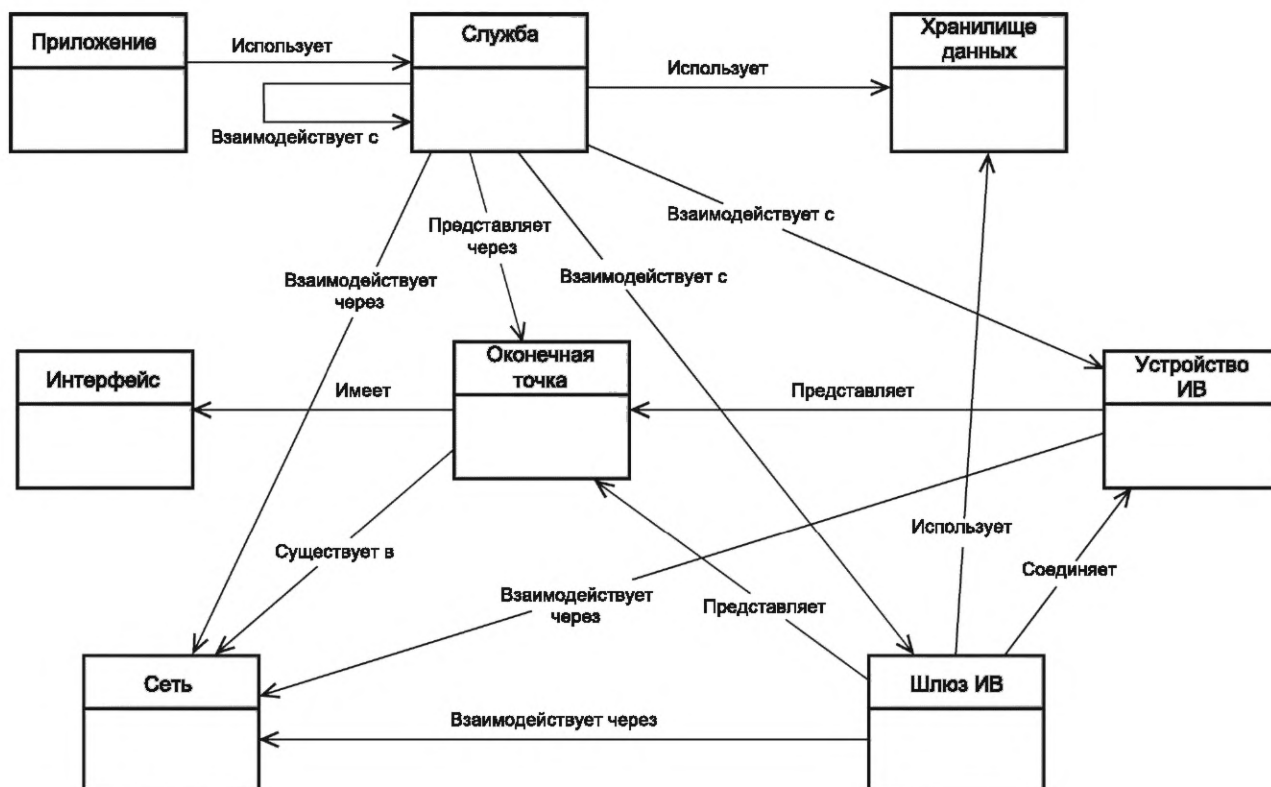 Приложение
Использует
Служба
Хранилище
данных
Использует
Взаимодействует с
Представляет
через
Взаимодействует с
Взаимодействует
через
Взаимодействует с
Интерфейс
Имеет
Оконечная
точка
Представляет
Устройство
ИВ
Существует в
Взаимодействует
через
Представляет
Использует
Соединяет
Сеть
Взаимодействует через
Шлюз ИВ